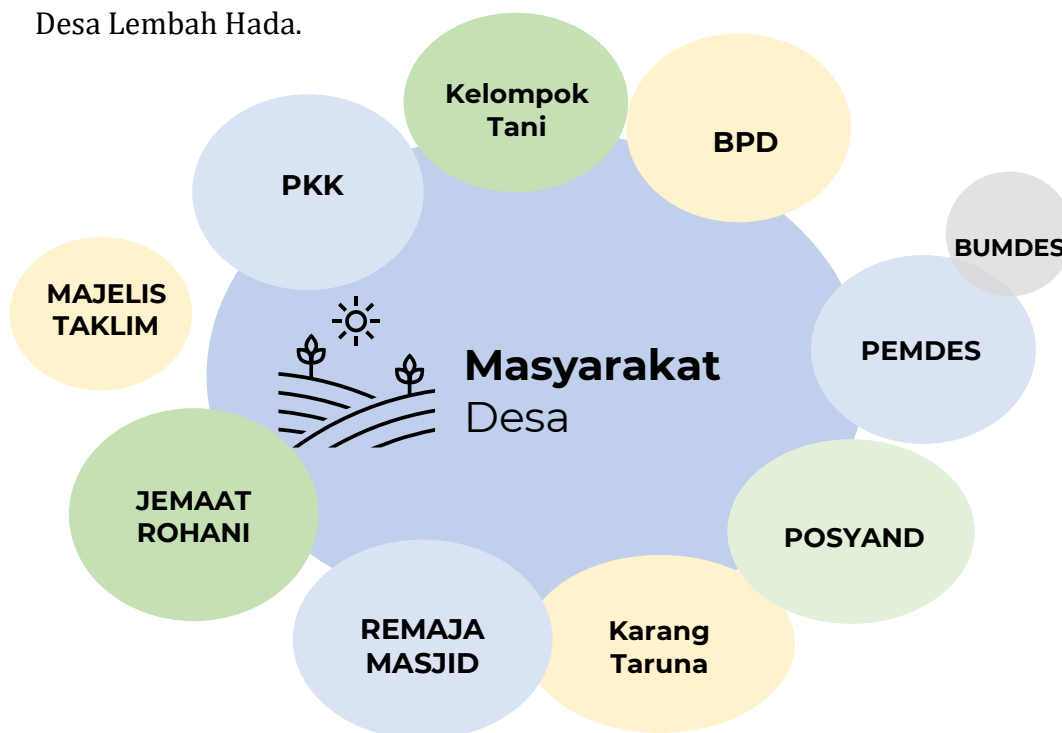 Desa Lembah Hada.
Kelompok
Tani
BPD
PKK
BUMDES
MAJELIS
TAKLIM
PEMDES
Masyarakat
Desa
JEMAAT
ROHANI
POSYAND
REMAJA
MASJID
Karang
Taruna